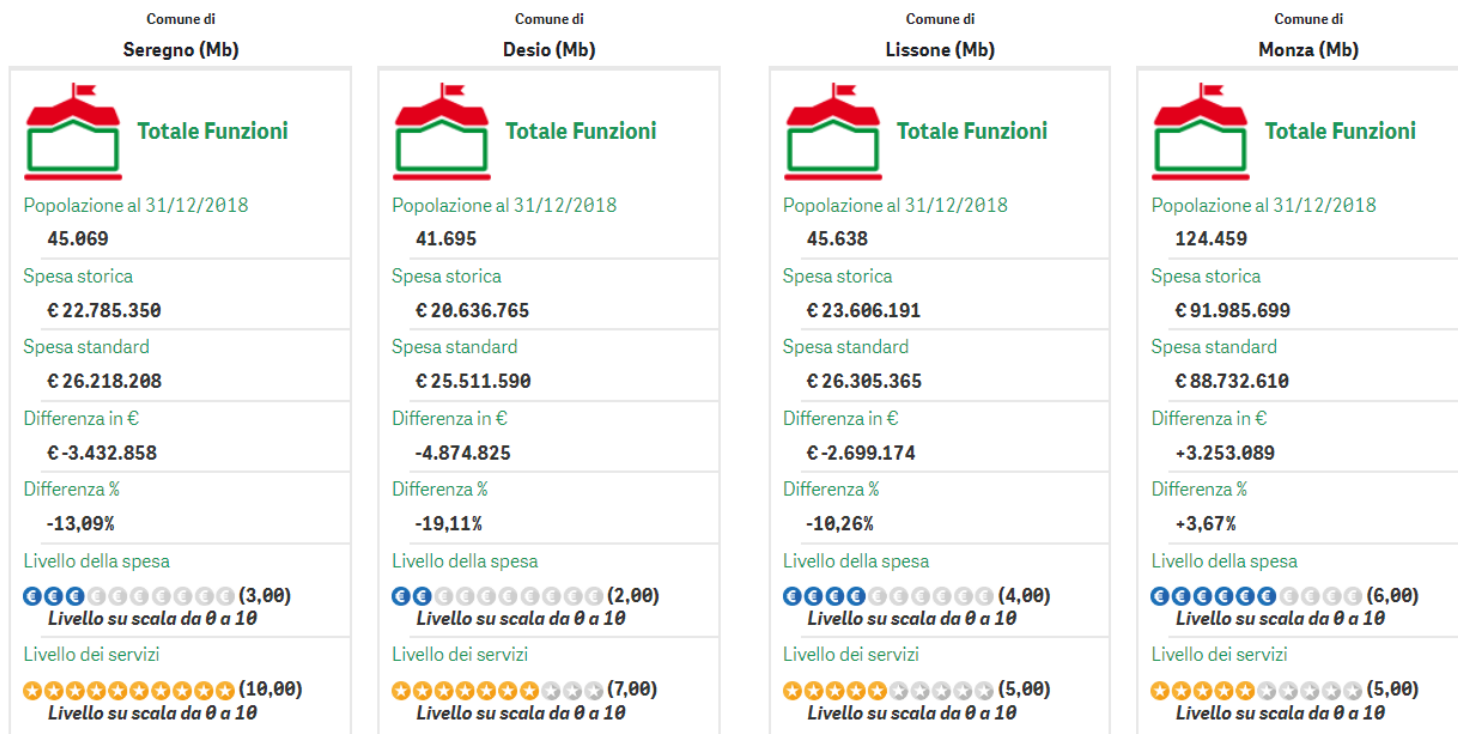 Comune di
Seregno (Mb)
Totale Funzioni
Popolazione al 31/12/2018
45.069
Spesa storica
€ 22.785.350
Spesa standard
€ 26.218.208
Differenza in €
€ -3.432.858
Differenza %
-13,09%
Livello della spesa
(3,00)
Livello su scala da 0 a 10
Livello dei servizi
(10,00)
Livello su scala da 0 a 10
Comune di
Desio (Mb)
Totale Funzioni
Popolazione al 31/12/2018
41.695
Spesa storica
€ 20.636.765
Spesa standard
€ 25.511.590
Differenza in €
-4.874.825
Differenza %
-19,11%
Livello della spesa
(2,00)
Livello su scala da 0 a 10
Livello dei servizi
(7,00)
Livello su scala da 0 a 10
Comune di
Lissone (Mb)
Totale Funzioni
Popolazione al 31/12/2018
45.638
Spesa storica
€ 23.606.191
Spesa standard
€ 26.305.365
Differenza in €
€ -2.699.174
Differenza %
-10,26%
Livello della spesa
(4,00)
Livello su scala da 0 a 10
Livello dei servizi
(5,00)
Livello su scala da 0 a 10
Comune di
Monza (Mb)
Totale Funzioni
Popolazione al 31/12/2018
124.459
Spesa storica
€ 91.985.699
Spesa standard
€ 88.732.610
Differenza in €
+3.253.089
Differenza %
+3,67%
Livello della spesa
(6,00)
Livello su scala da 0 a 10
Livello dei servizi
(5,00)
Livello su scala da 0 a 10